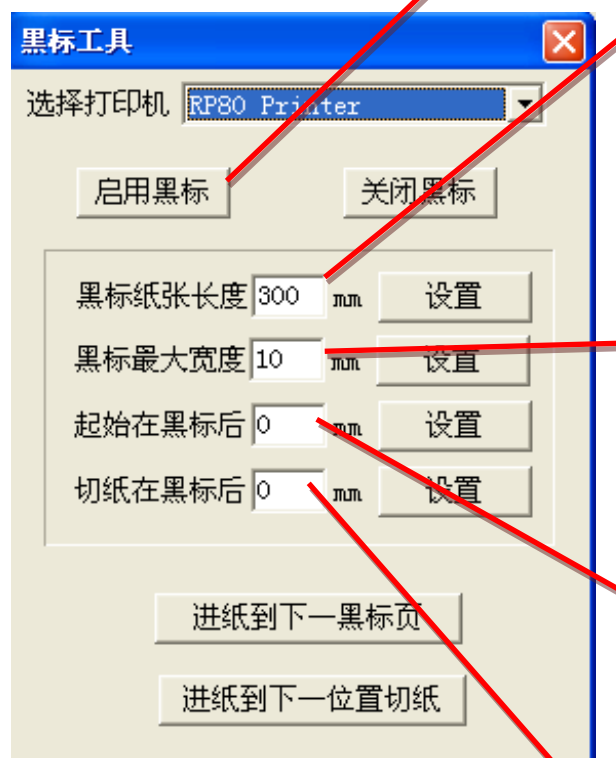 黑标工具
选择打印机 RP80 Printer
启用黑标 关闭黑标
黑标纸张长度 300 mm 设置
黑标最大宽度 10 mm 设置
起始在黑标后 0 mm 设置
切纸在黑标后 0 mm 设置
进纸到下一黑标页
进纸到下一位置切纸